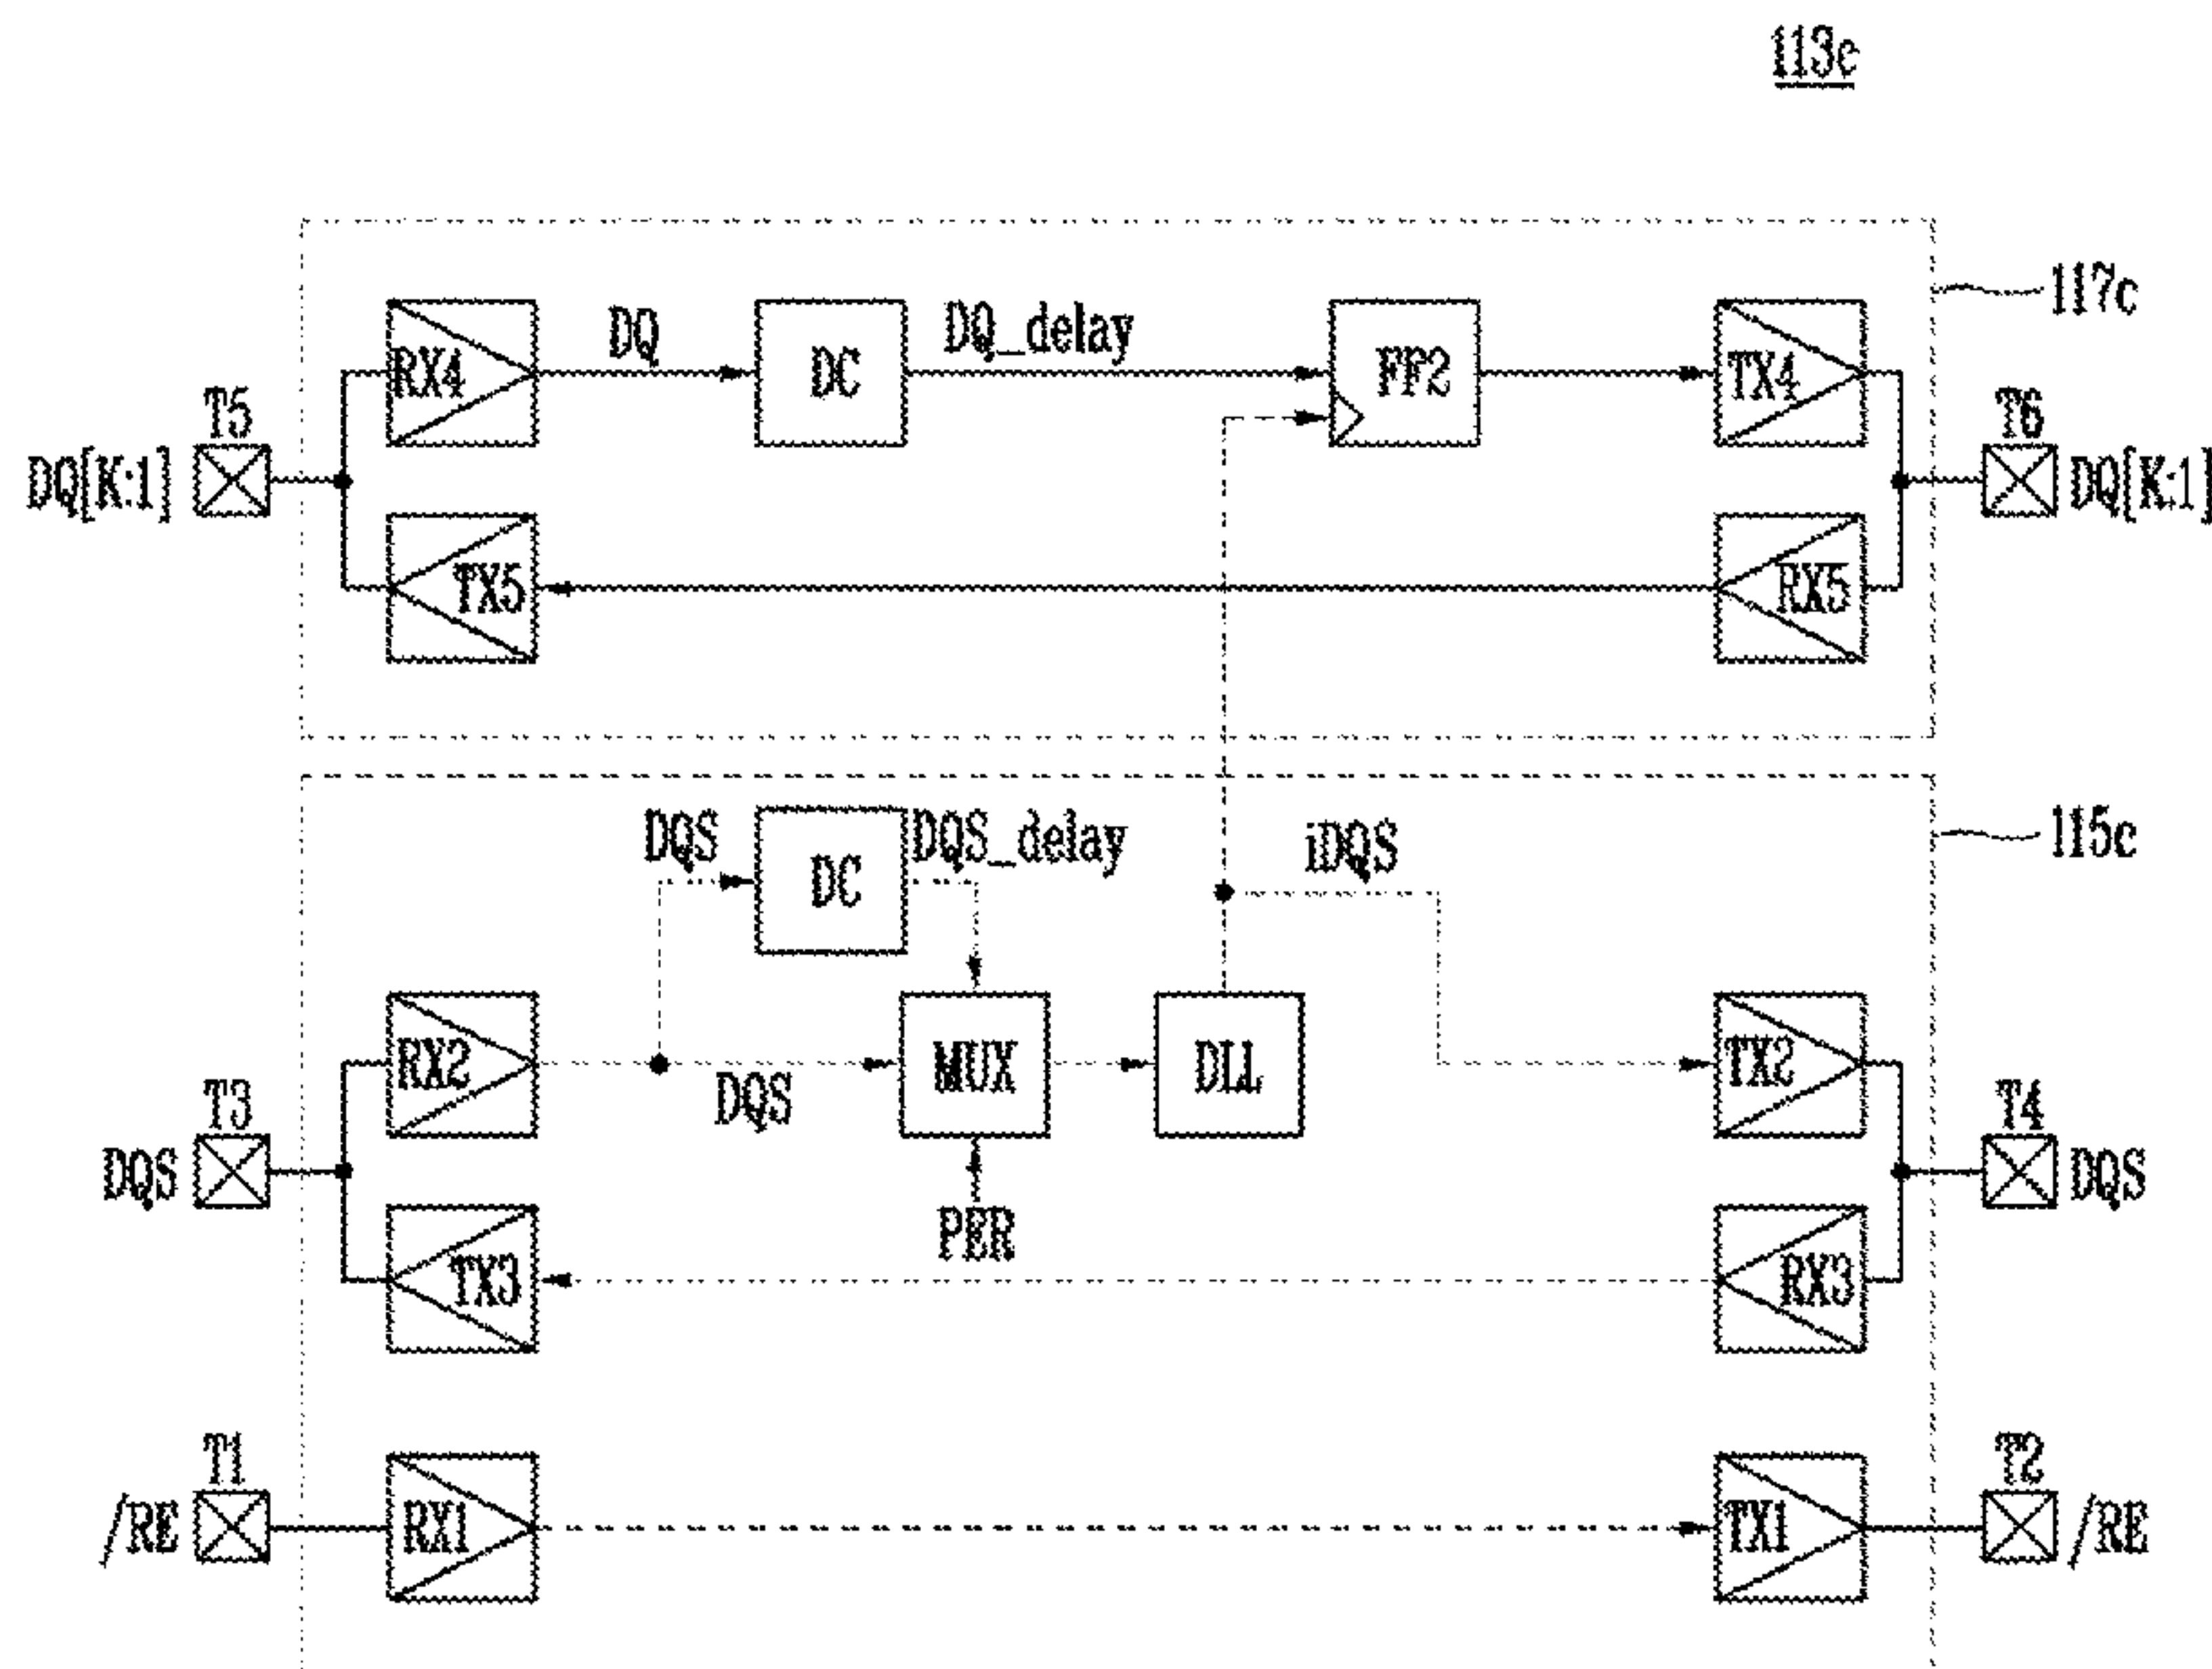 113c
117c
RX4
DQ
DC
DQ_delay
FF2
TX4
T5
DQ[K:1]
T6
DQ[K:1]
TX5
RX5
115c
DQS
DC
DQS_delay
iDQS
RX2
DQS
MUX
DLL
TX2
T3
DQS
T4
DQS
PER
TX3
RX3
T1
/RE
RX1
TX1
T2
/RE